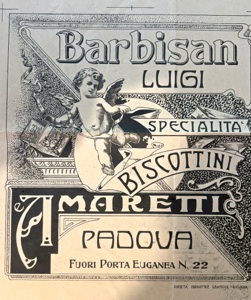 Barbisan
LUIGI
SPECIALITA'
BISCOTTINI
AMARETTI
PADOVA
FUORI PORTA EUGANEA N. 22